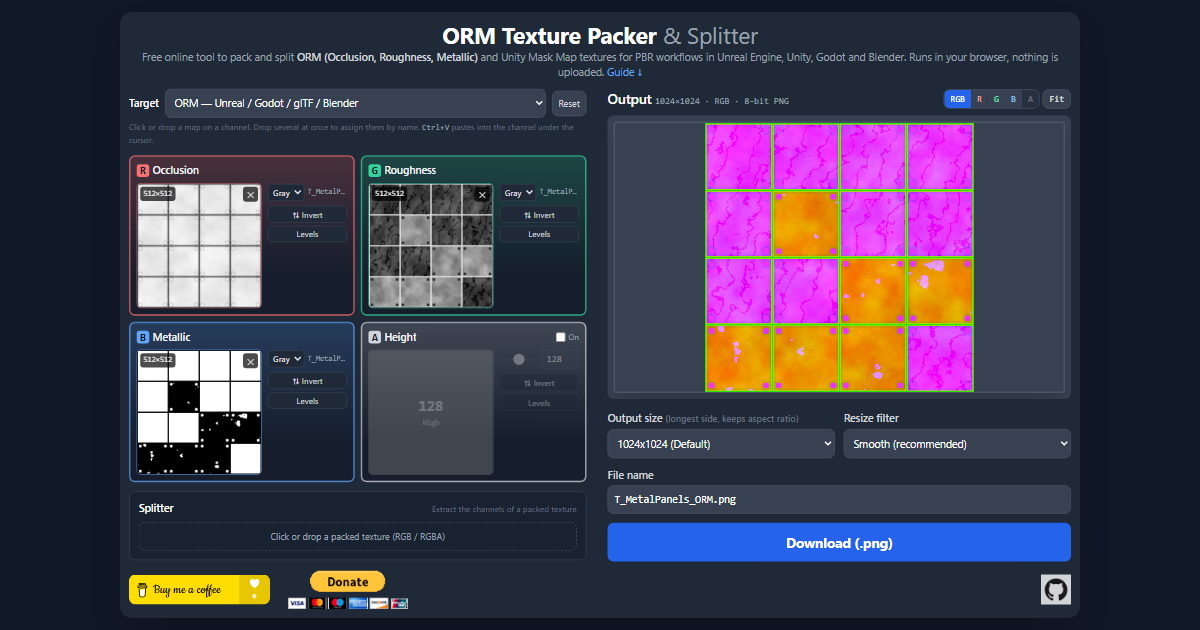 ORM Texture Packer & Splitter
Free online tool to pack and split ORM (Occlusion, Roughness, Metallic) and Unity Mask Map textures for PBR workflows in Unreal Engine, Unity, Godot and Blender. Runs in your browser, nothing is
uploaded. Guide ↓
Target
ORM — Unreal / Godot / glTF / Blender
Reset
Click or drop a map on a channel. Drop several at once to assign them by name. Ctrl+V pastes into the channel under the
cursor.
R Occlusion
512×512
Gray
T_MetalP…
⇅ Invert
Levels
G Roughness
512×512
Gray
T_MetalP…
⇅ Invert
Levels
B Metallic
512×512
Gray
T_MetalP…
⇅ Invert
Levels
A Height
On
128
High
128
⇅ Invert
Levels
Splitter
Extract the channels of a packed texture
Click or drop a packed texture (RGB / RGBA)
Buy me a coffee
Donate
VISA
Output 1024×1024 · RGB · 8-bit PNG
RGB R G B A Fit
Output size (longest side, keeps aspect ratio)
1024x1024 (Default)
Resize filter
Smooth (recommended)
File name
T_MetalPanels_ORM.png
Download (.png)